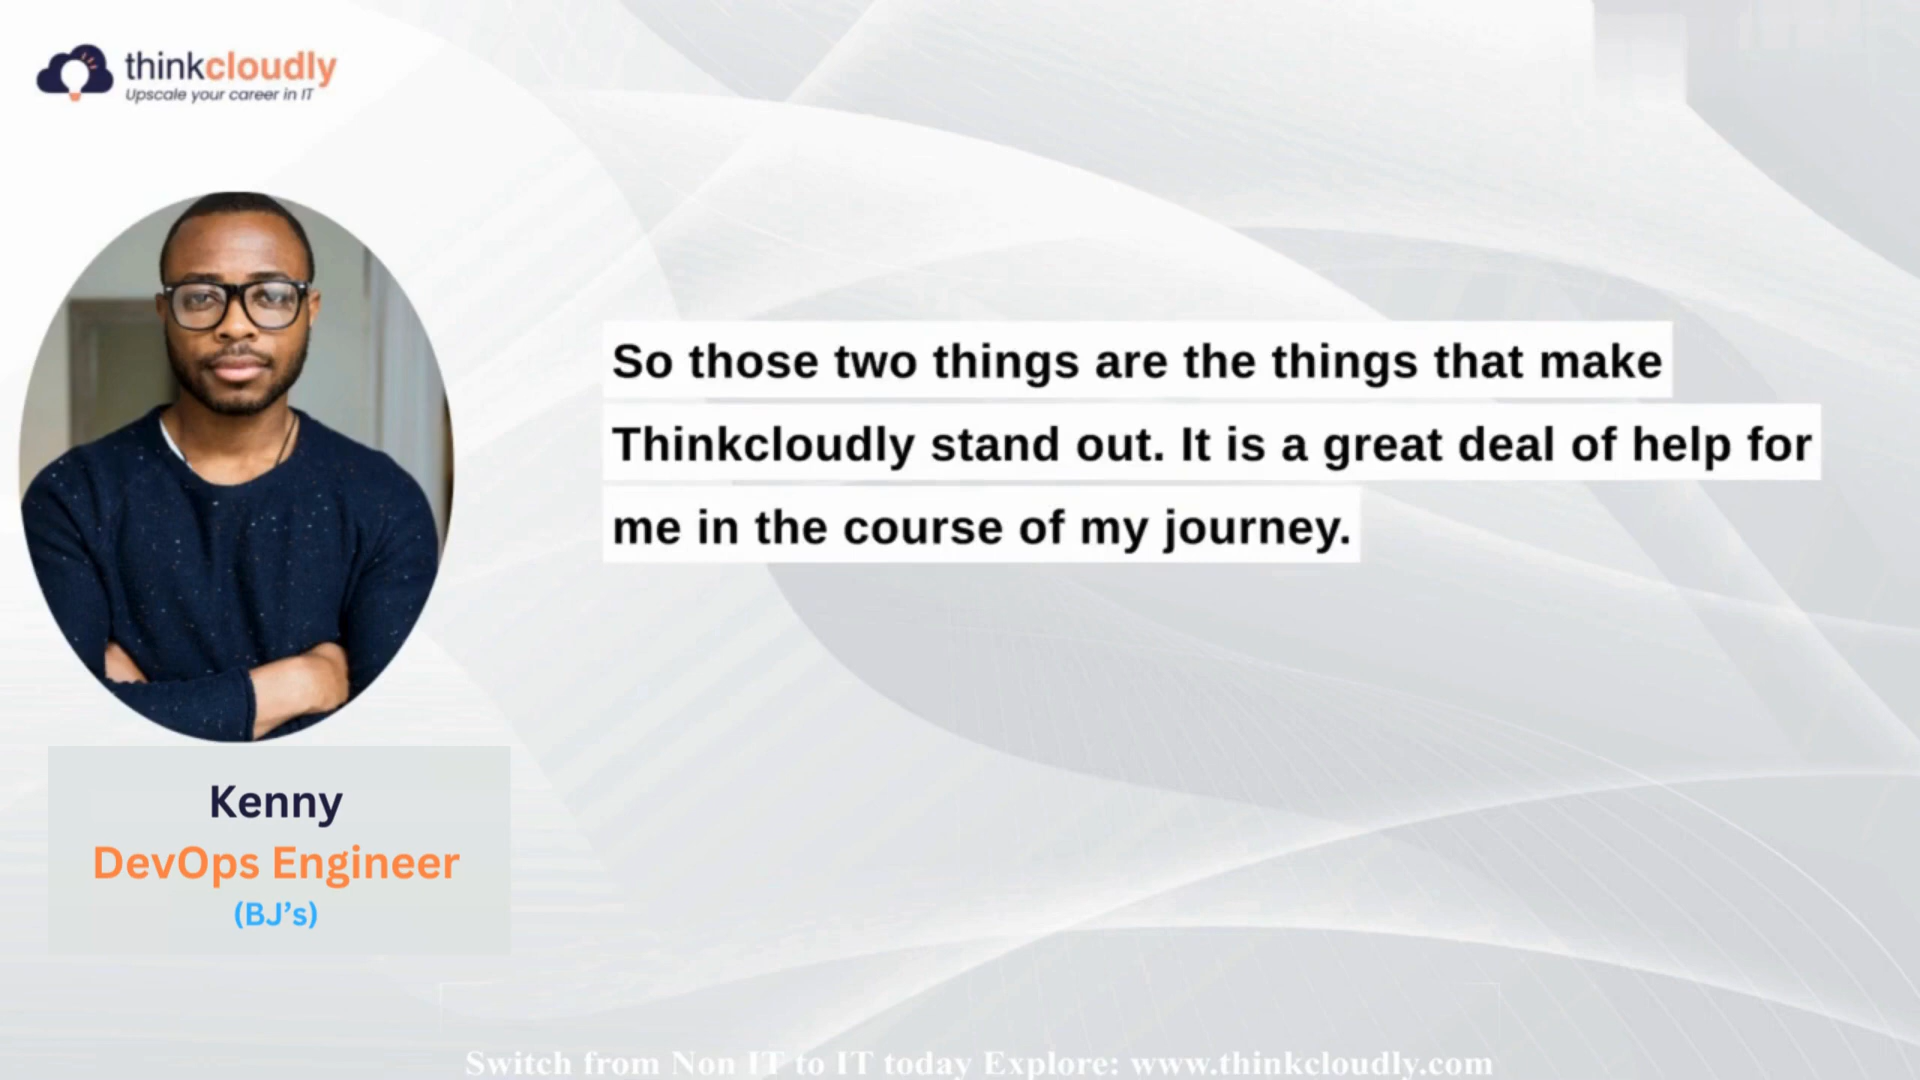 thinkcloudly
Upscale your career in IT
So those two things are the things that make
Thinkcloudly stand out. It is a great deal of help for
me in the course of my journey.
Kenny
DevOps Engineer
(BJ’s)
Switch from Non IT to IT today Explore: www.thinkcloudly.com